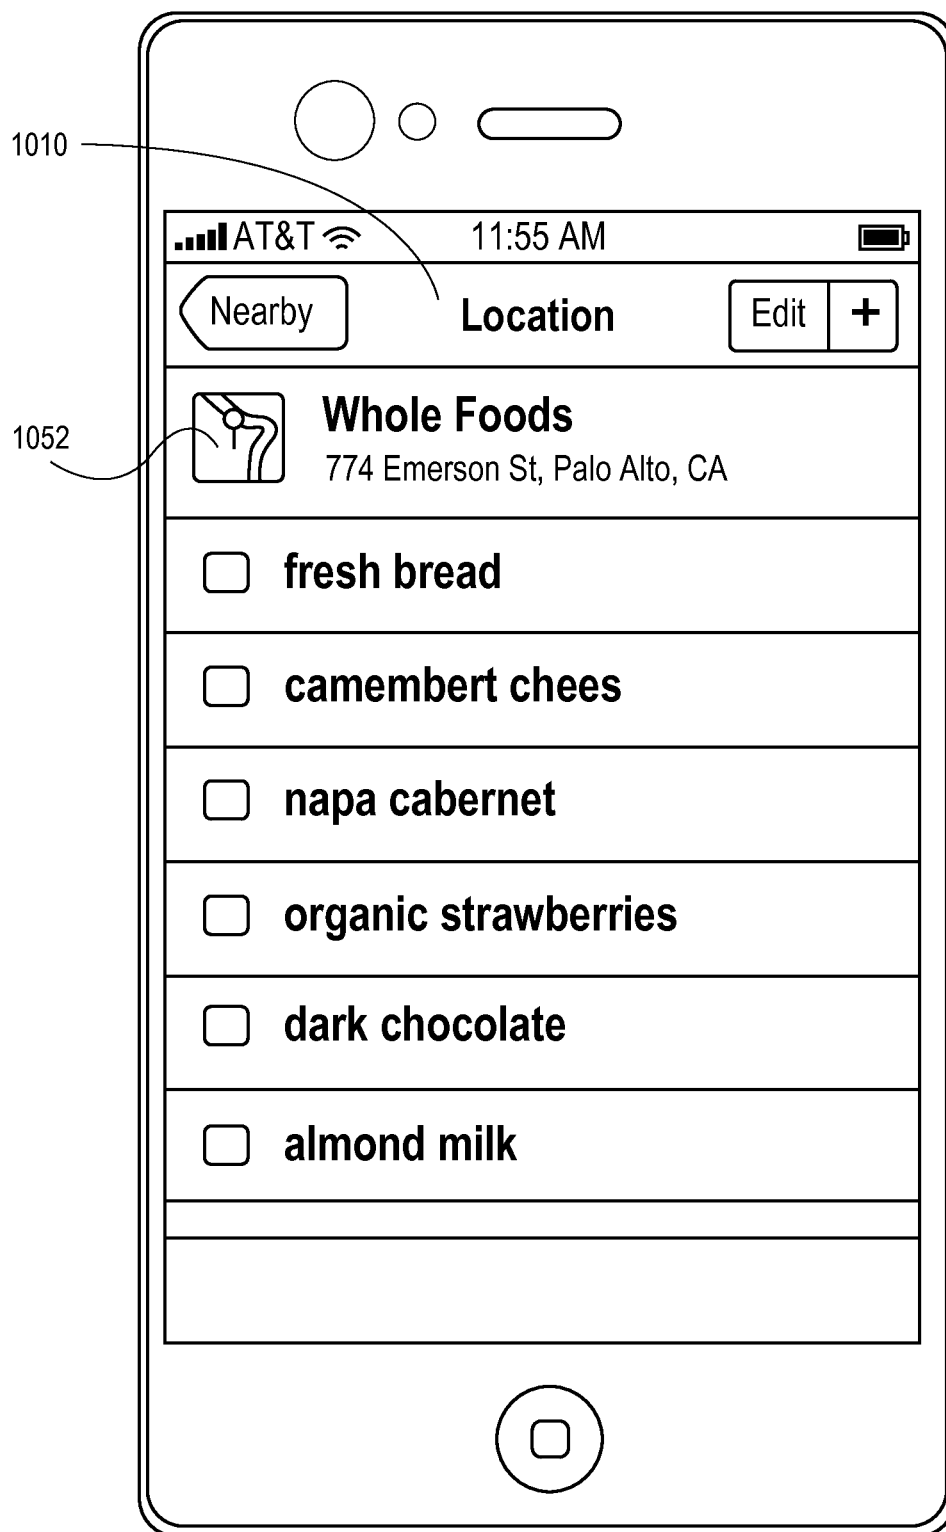 1010
AT&T 11:55 AM
Nearby Location Edit +
Whole Foods
1052
774 Emerson St, Palo Alto, CA
fresh bread
camembert chees
napa cabernet
organic strawberries
dark chocolate
almond milk